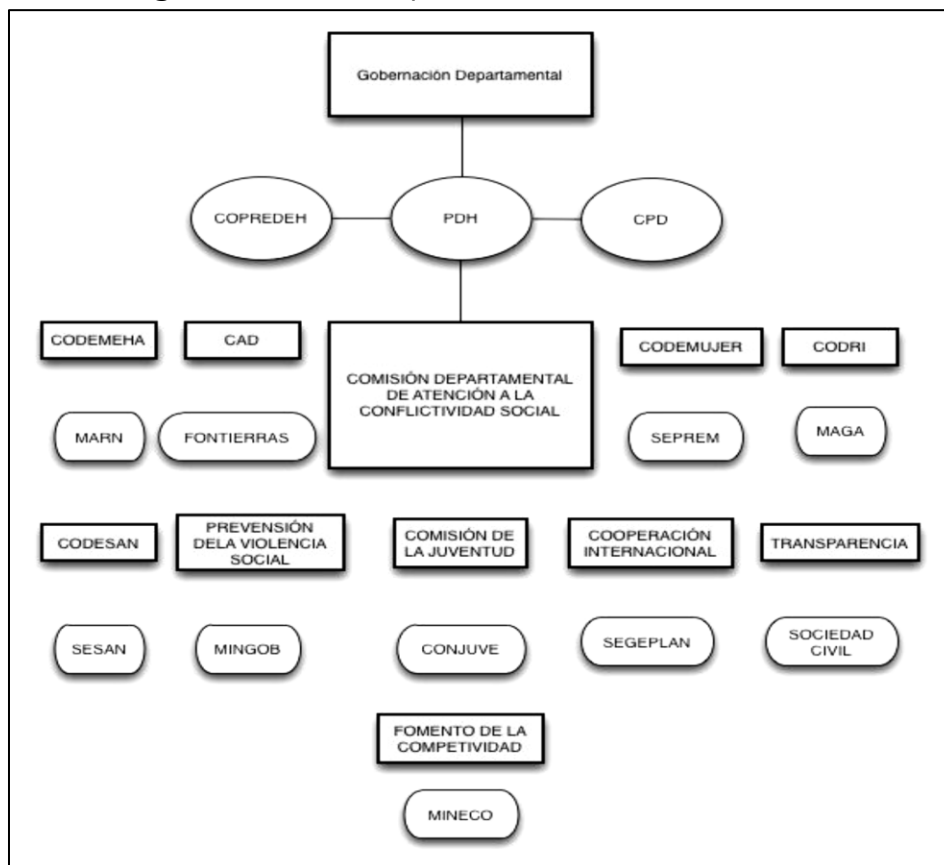 Gobernación Departamental
COPREDEH
PDH
CPD
CODEMEHA
CAD
COMISIÓN DEPARTAMENTAL
DE ATENCIÓN A LA
CONFLICTIVIDAD SOCIAL
CODEMUJER
CODRI
MARN
FONTIERRAS
SEPREM
MAGA
CODESAN
PREVENSIÓN
DELA VIOLENCIA
SOCIAL
COMISIÓN DE
LA JUVENTUD
COOPERACIÓN
INTERNACIONAL
TRANSPARENCIA
SESAN
MINGOB
CONJUVE
SEGEPLAN
SOCIEDAD
CIVIL
FOMENTO DE LA
COMPETIVIDAD
MINECO